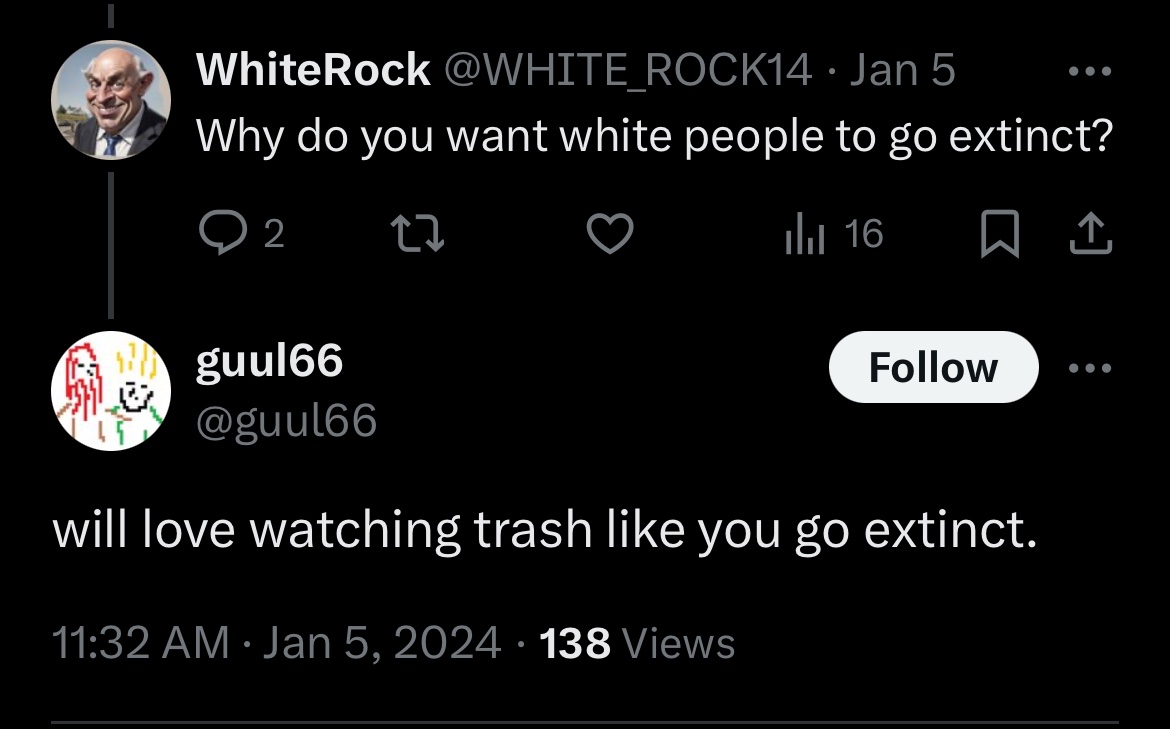 WhiteRock @WHITE_ROCK14 · Jan 5
Why do you want white people to go extinct?
2 16
guul66
Follow
@guul66
will love watching trash like you go extinct.
11:32 AM · Jan 5, 2024 · 138 Views